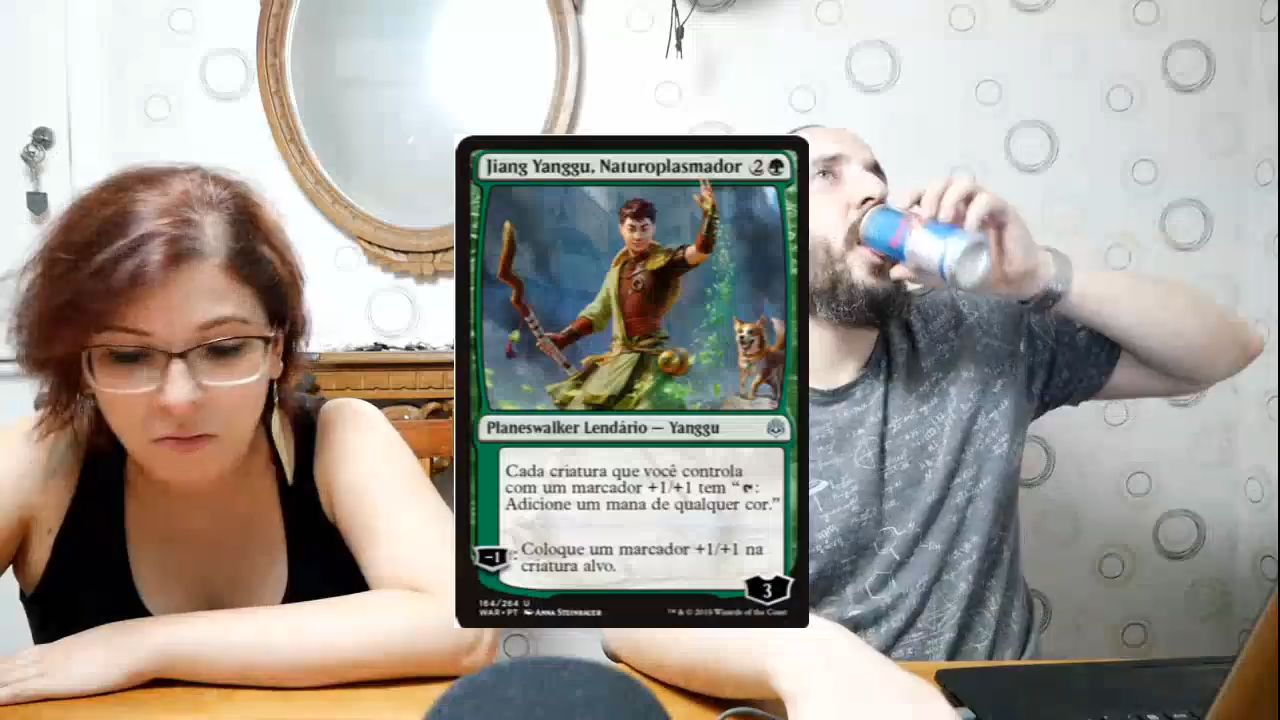 Jiang Yanggu, Naturoplasmador 2
Planeswalker Lendário — Yanggu
Cada criatura que você controla
com um marcador +1/+1 tem “ :
Adicione um mana de qualquer cor.”
-1: Coloque um marcador +1/+1 na
criatura alvo.
3
164/264 U
WAR • PT Anna Steinbauer
™ & © 2019 Wizards of the Coast